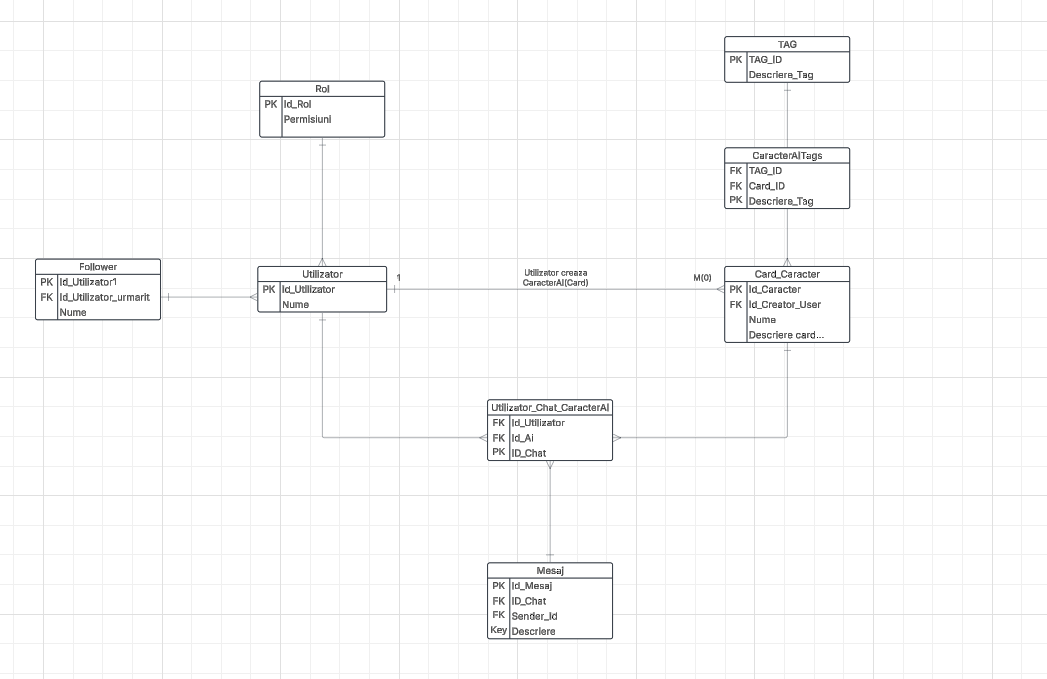 TAG
PK TAG_ID
Descriere_Tag
Rol
PK Id_Rol
Permisiuni
CaracterAITags
FK TAG_ID
FK Card_ID
PK Descriere_Tag
Follower
PK Id_Utilizator1
FK Id_Utilizator_urmarit
Nume
Utilizator
PK Id_Utilizator
Nume
1
Utilizator creaza
CaracterAI(Card)
M(0)
Card_Caracter
PK Id_Caracter
FK Id_Creator_User
Nume
Descriere card...
Utilizator_Chat_CaracterAI
FK Id_Utilizator
FK Id_Ai
PK ID_Chat
Mesaj
PK Id_Mesaj
FK ID_Chat
FK Sender_id
Key Descriere